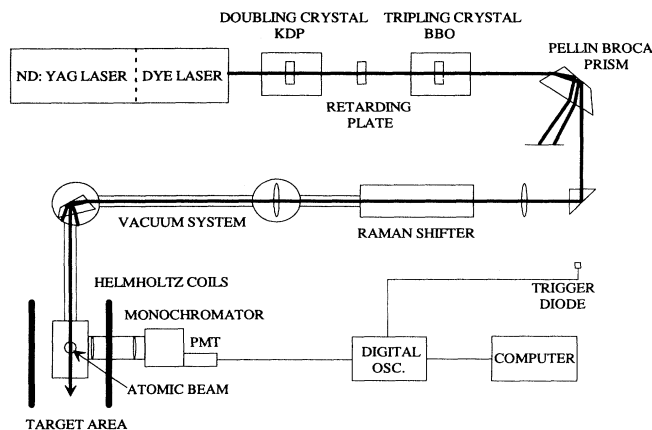 DOUBLING CRYSTAL
KDP
TRIPLING CRYSTAL
BBO
PELLIN BROCA
PRISM
ND: YAG LASER
DYE LASER
RETARDING
PLATE
VACUUM SYSTEM
RAMAN SHIFTER
HELMHOLTZ COILS
TRIGGER
DIODE
MONOCHROMATOR
PMT
DIGITAL
OSC.
COMPUTER
ATOMIC BEAM
TARGET AREA